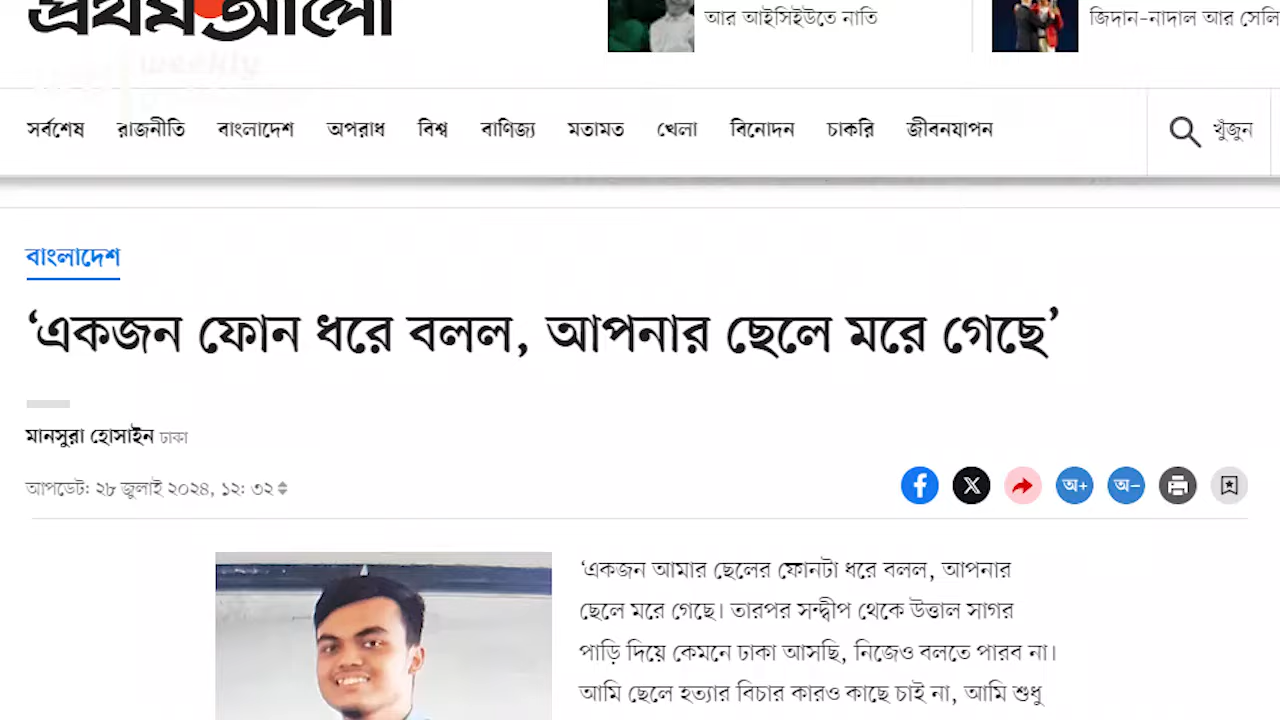 প্রথম আলো
আর আইসিইউতে নাতি
জিদান-নাদাল আর সেলি
weekly
সর্বশেষ রাজনীতি বাংলাদেশ অপরাধ বিশ্ব বাণিজ্য মতামত খেলা বিনোদন চাকরি জীবনযাপন খুঁজুন
বাংলাদেশ
‘একজন ফোন ধরে বলল, আপনার ছেলে মরে গেছে’
মানসুরা হোসাইন ঢাকা
আপডেট: ২৮ জুলাই ২০২৪, ১২: ৩২
অ+ অ−
‘একজন আমার ছেলের ফোনটা ধরে বলল, আপনার
ছেলে মরে গেছে। তারপর সন্দ্বীপ থেকে উত্তাল সাগর
পাড়ি দিয়ে কেমনে ঢাকা আসছি, নিজেও বলতে পারব না।
আমি ছেলে হত্যার বিচার কারও কাছে চাই না, আমি শুধু